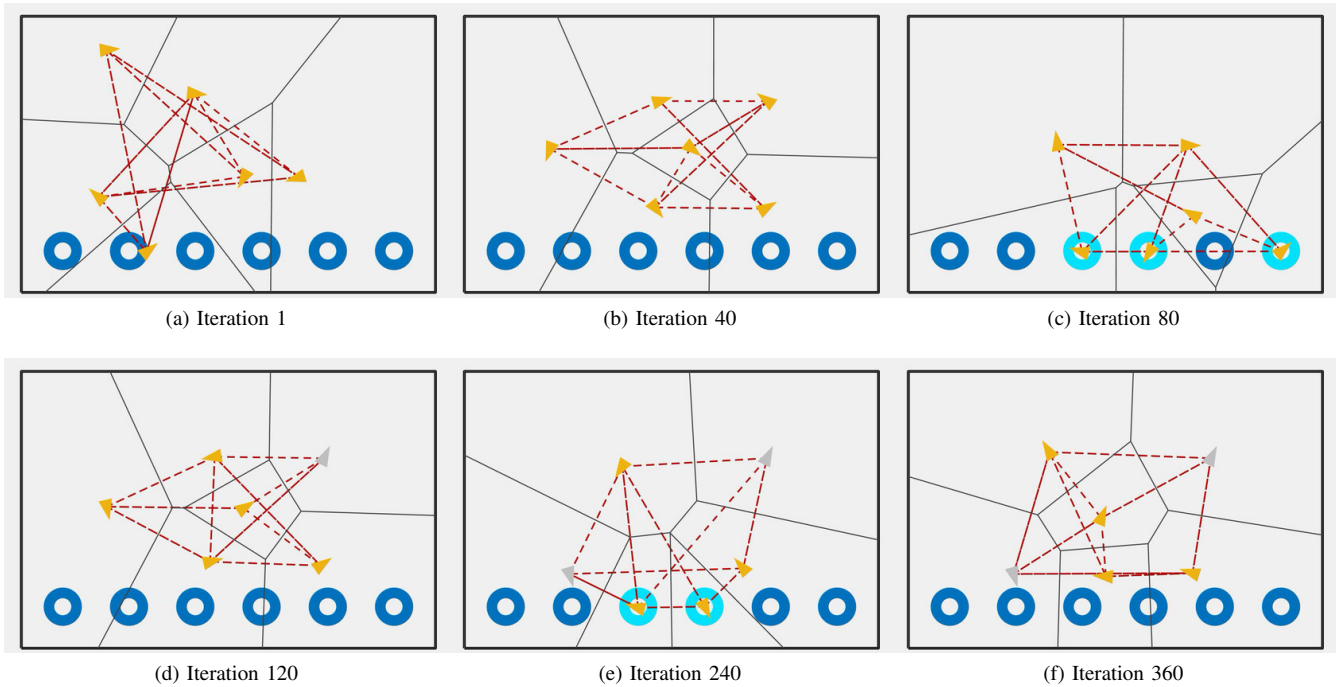 (a) Iteration 1
(b) Iteration 40
(c) Iteration 80
(d) Iteration 120
(e) Iteration 240
(f) Iteration 360